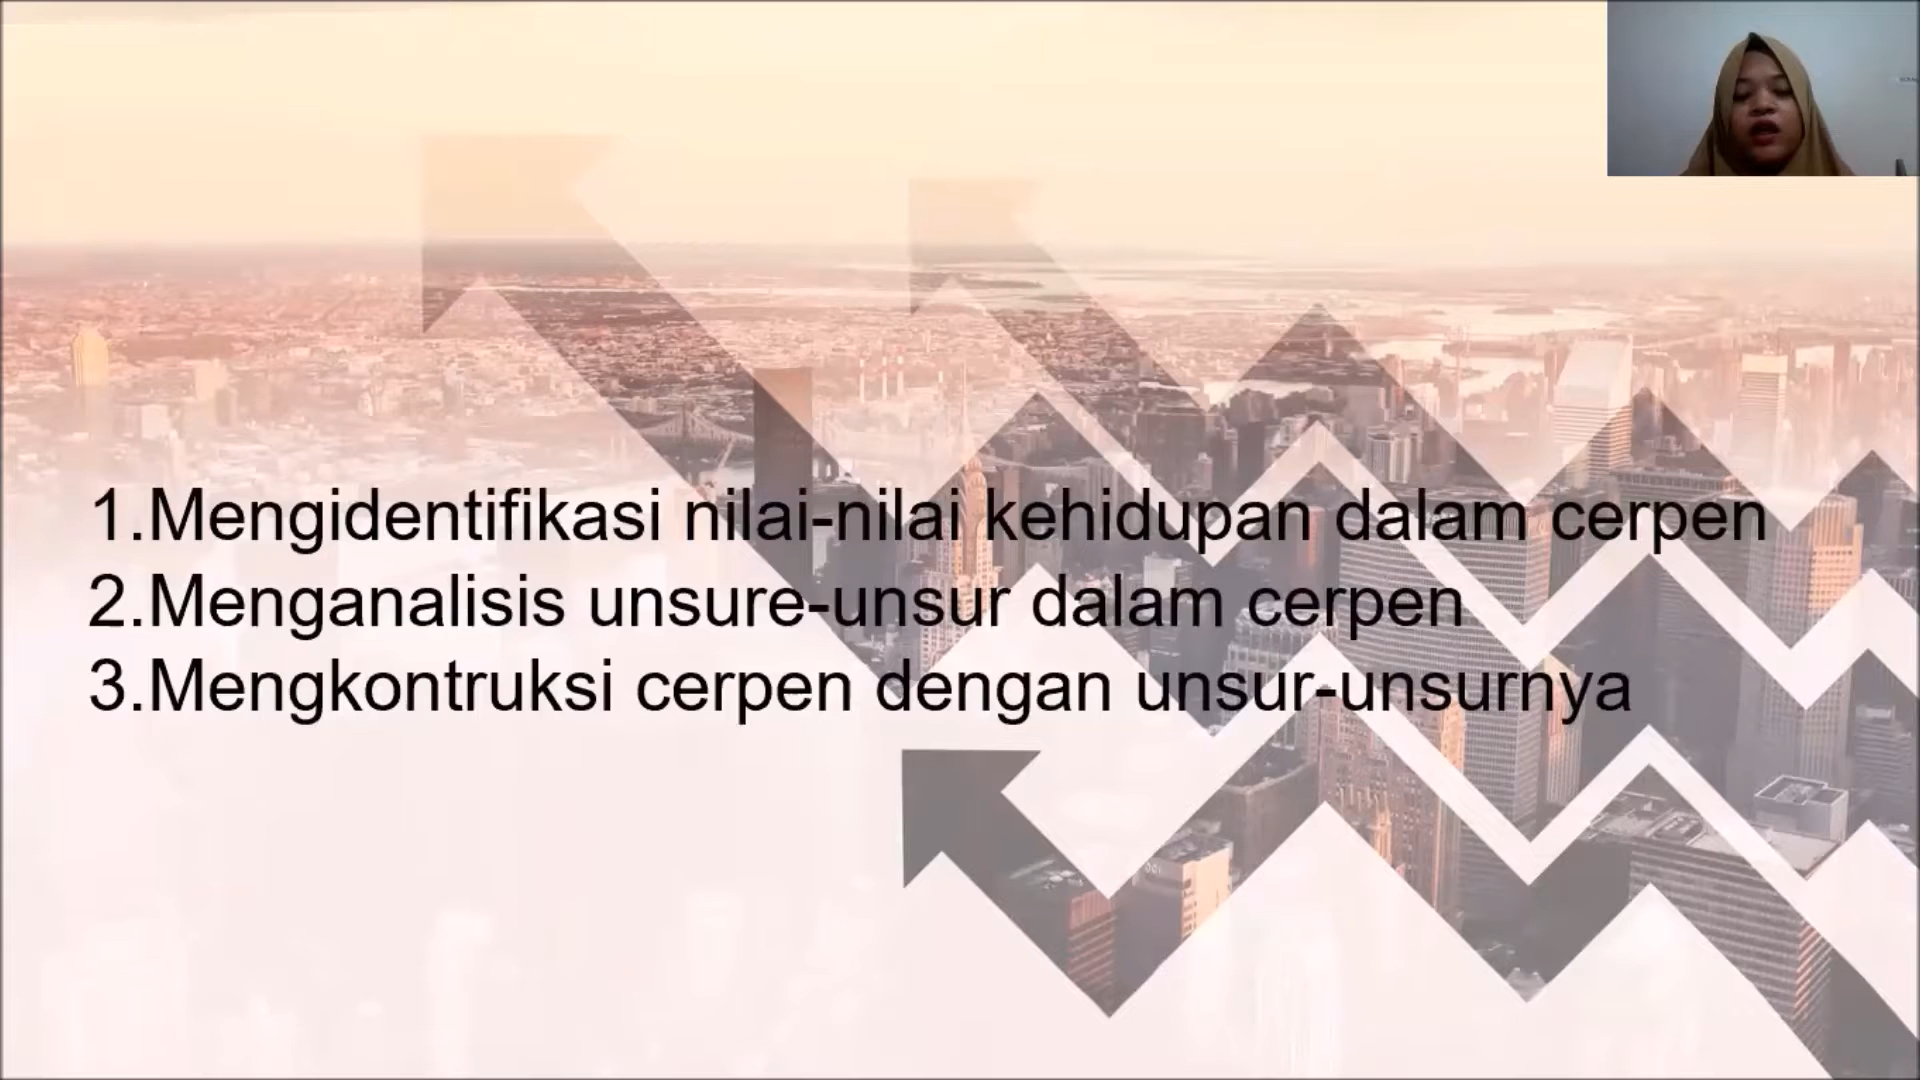 1.Mengidentifikasi nilai-nilai kehidupan dalam cerpen
2.Menganalisis unsure-unsur dalam cerpen
3.Mengkontruksi cerpen dengan unsur-unsurnya